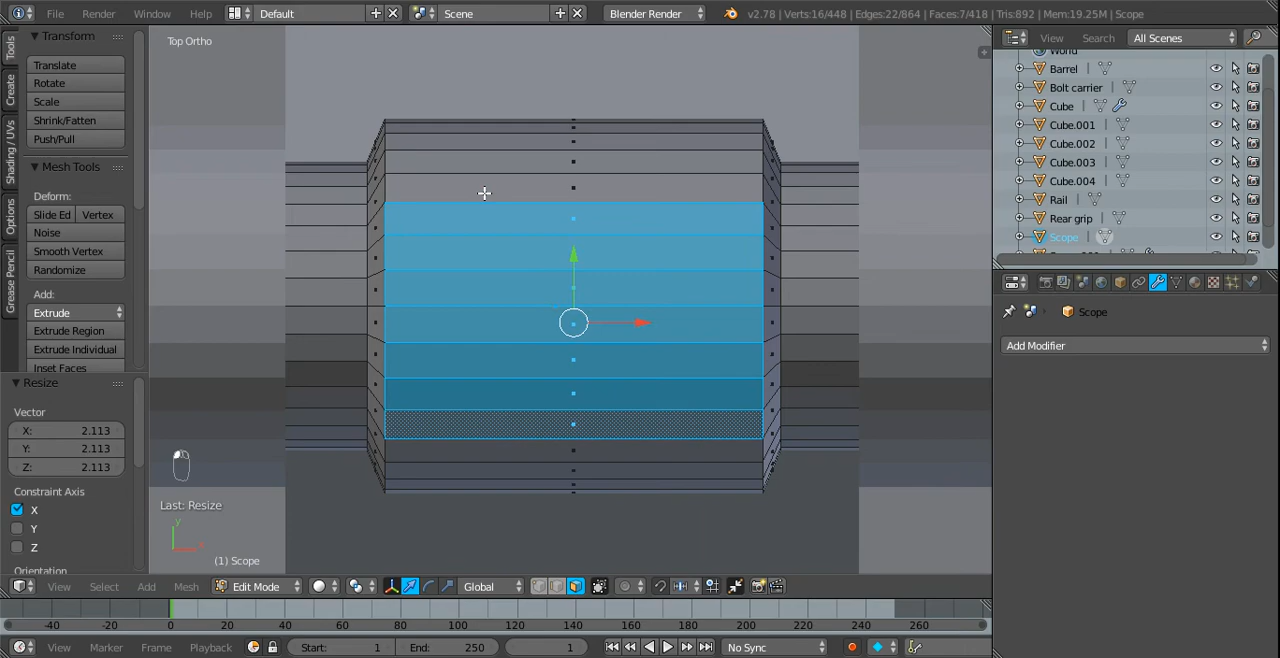 File Render Window Help Default Scene Blender Render v2.78 | Verts:16/448 | Edges:22/864 | Faces:7/418 | Tris:892 | Mem:19.25M | Scope
Tools
Create
Shading / UVs
Options
Grease Pencil
Transform
Translate
Rotate
Scale
Shrink/Fatten
Push/Pull
Mesh Tools
Deform:
Slide Ed Vertex
Noise
Smooth Vertex
Randomize
Add:
Extrude
Extrude Region
Extrude Individual
Inset Faces
Resize
Vector
X: 2.113
Y: 2.113
Z: 2.113
Constraint Axis
X
Y
Z
Orientation
Top Ortho
Last: Resize
y
x
(1) Scope
View Select Add Mesh Edit Mode Global
-40 -20 0 20 40 60 80 100 120 140 160 180 200 220 240 260
View Marker Frame Playback Start: 1 End: 250 1 No Sync
View Search All Scenes
World
Barrel
Bolt carrier
Cube
Cube.001
Cube.002
Cube.003
Cube.004
Rail
Rear grip
Scope
Scope
Add Modifier